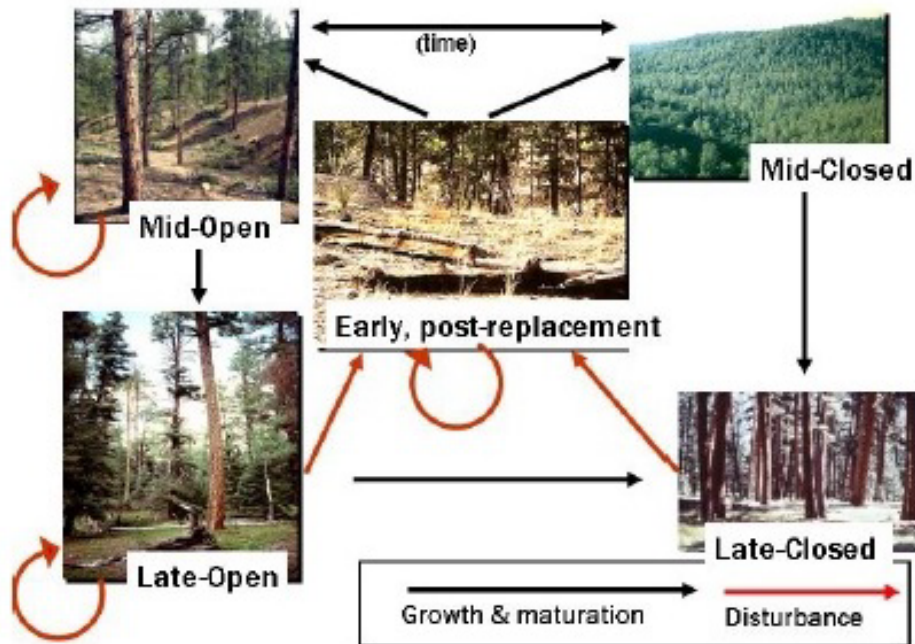 (time)
Mid-Open
Mid-Closed
Early, post-replacement
Late-Open
Late-Closed
Growth & maturation
Disturbance